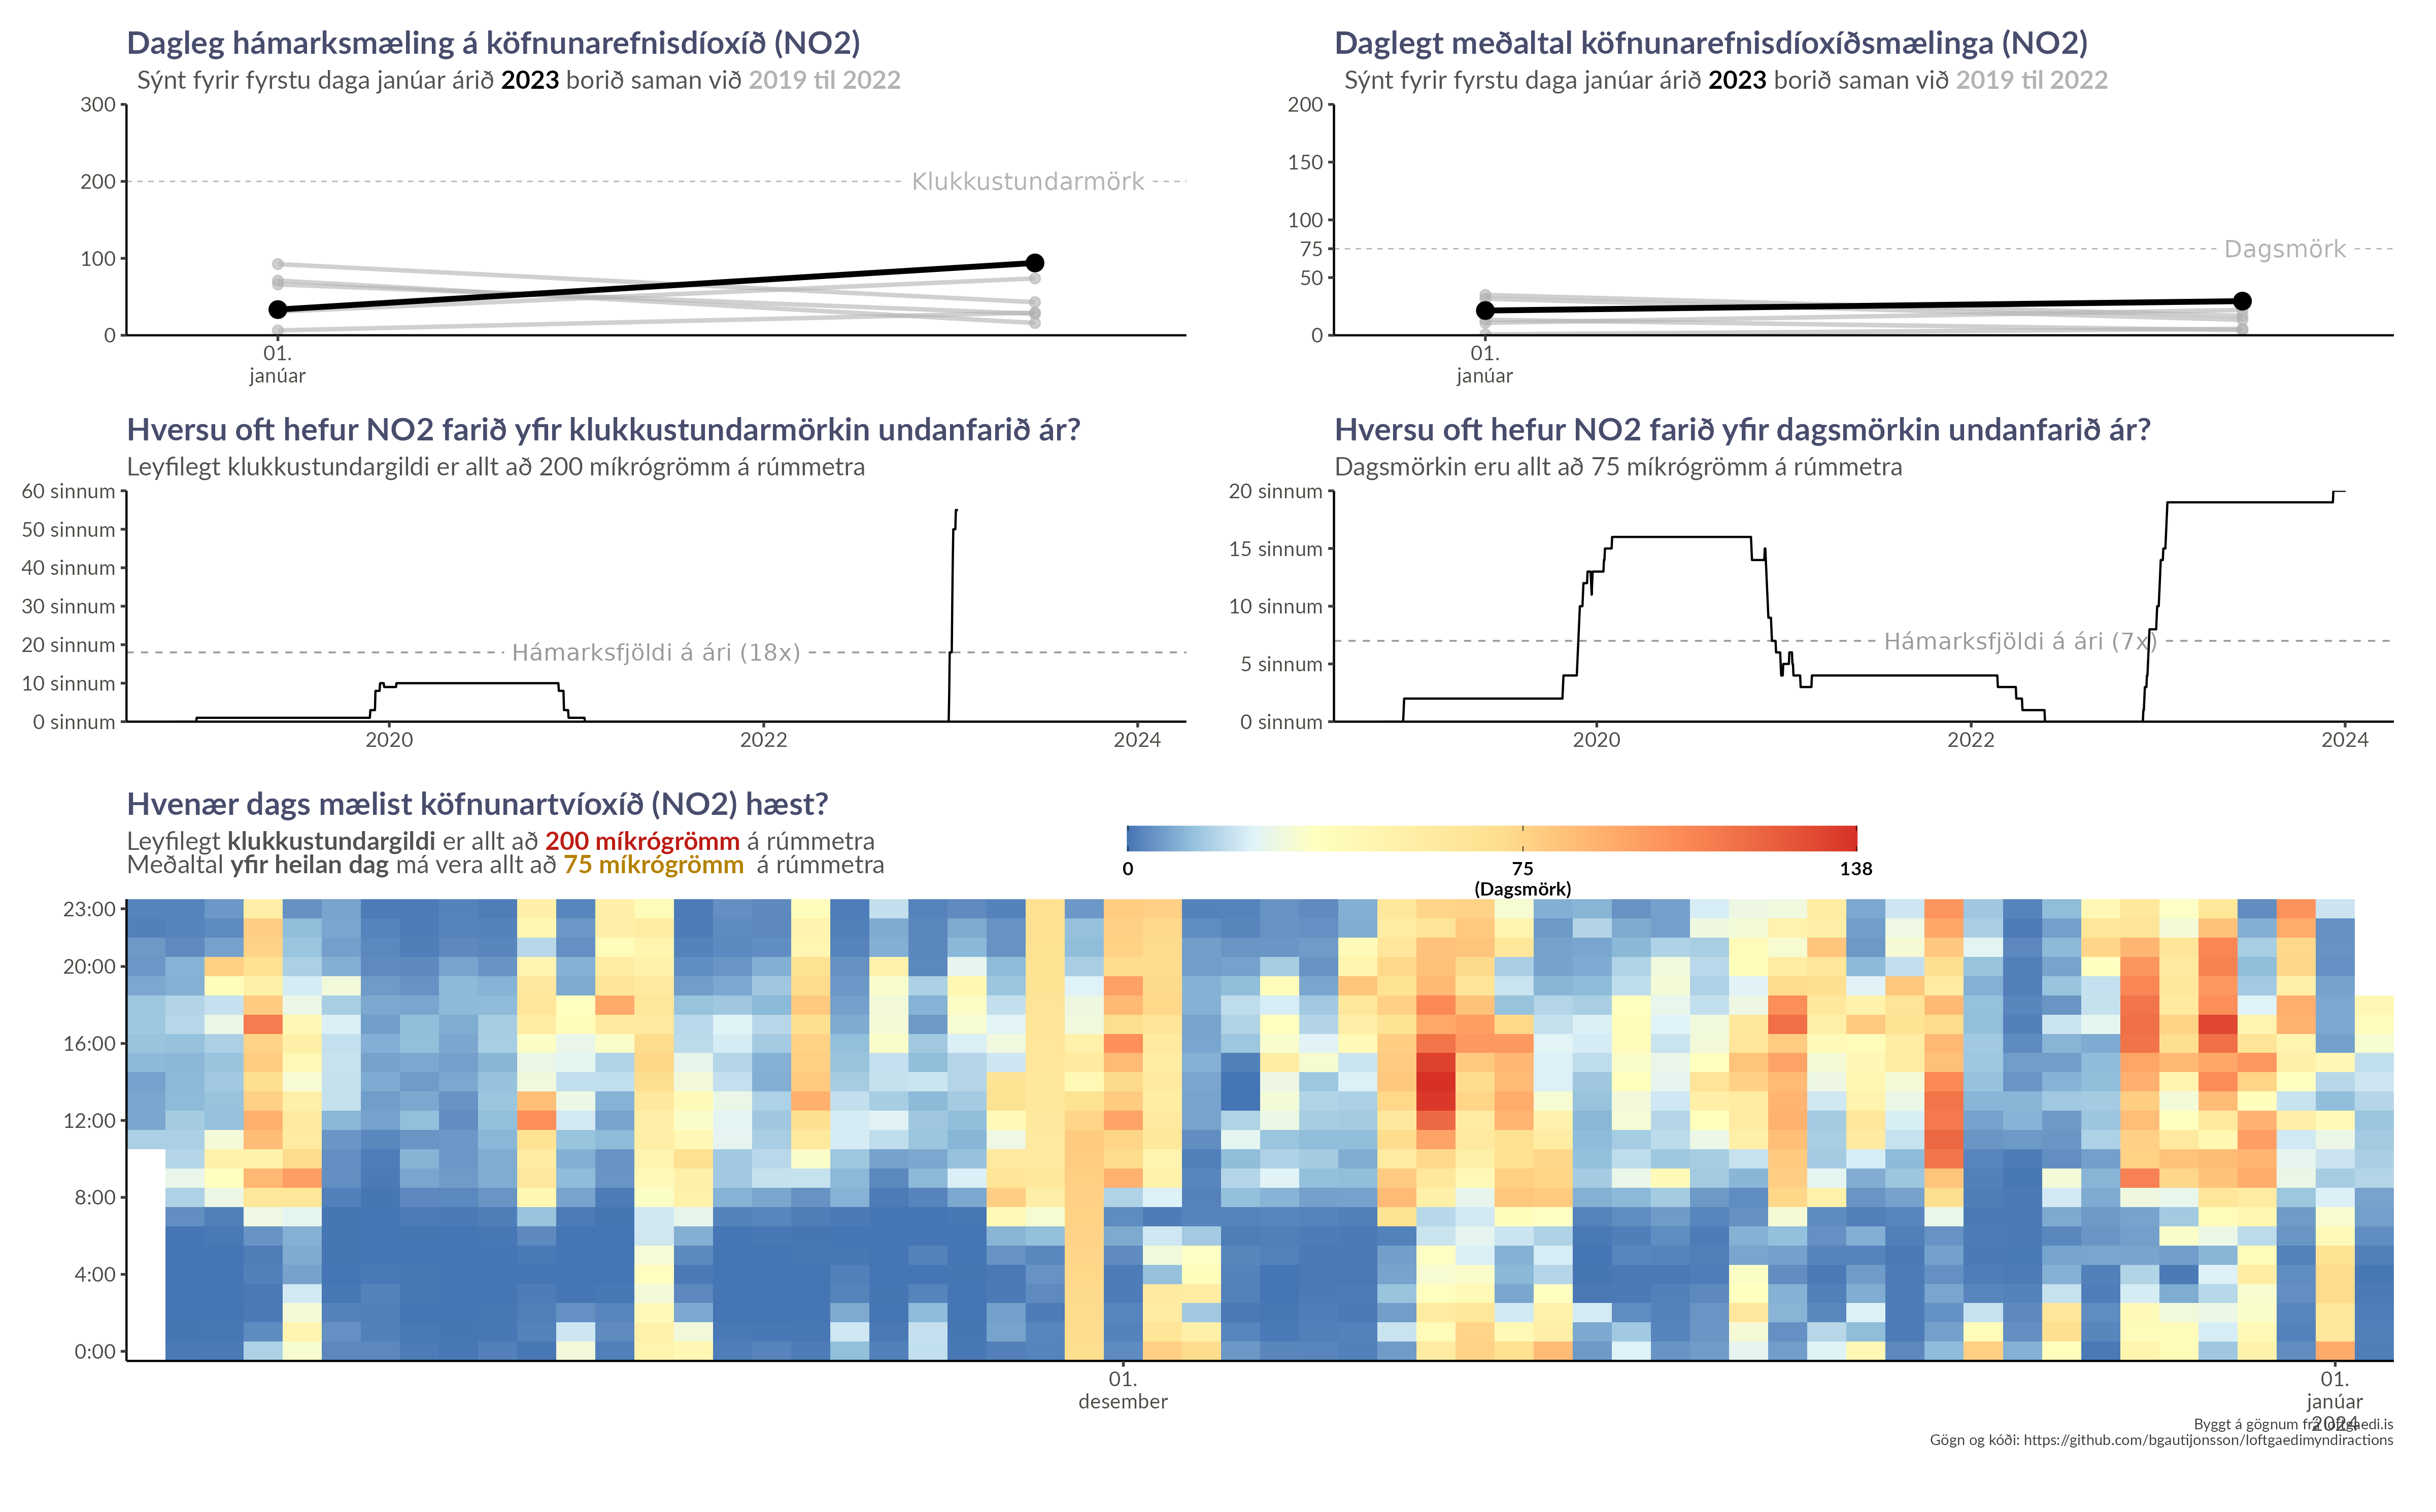 Dagleg hámarksmæling á köfnunarefnisdíoxíð (NO2)
Sýnt fyrir fyrstu daga janúar árið 2023 borið saman við 2019 til 2022
300
200
100
0
Klukkustundarmörk
01.
janúar
Daglegt meðaltal köfnunarefnisdíoxíðsmælinga (NO2)
Sýnt fyrir fyrstu daga janúar árið 2023 borið saman við 2019 til 2022
200
150
100
75
50
0
Dagsmörk
01.
janúar
Hversu oft hefur NO2 farið yfir klukkustundarmörkin undanfarið ár?
Leyfilegt klukkustundargildi er allt að 200 míkrógrömm á rúmmetra
60 sinnum
50 sinnum
40 sinnum
30 sinnum
20 sinnum
10 sinnum
0 sinnum
Hámarksfjöldi á ári (18x)
2020
2022
2024
Hversu oft hefur NO2 farið yfir dagsmörkin undanfarið ár?
Dagsmörkin eru allt að 75 míkrógrömm á rúmmetra
20 sinnum
15 sinnum
10 sinnum
5 sinnum
0 sinnum
Hámarksfjöldi á ári (7x)
2020
2022
2024
Hvenær dags mælist köfnunartvíoxíð (NO2) hæst?
Leyfilegt klukkustundargildi er allt að 200 míkrógrömm á rúmmetra
Meðaltal yfir heilan dag má vera allt að 75 míkrógrömm á rúmmetra
0
75
138
(Dagsmörk)
23:00
20:00
16:00
12:00
8:00
4:00
0:00
01.
desember
01.
janúar
2024
Byggt á gögnum frá loftgaedi.is
Gögn og kóði: https://github.com/bgautijonsson/loftgaedimyndiractions